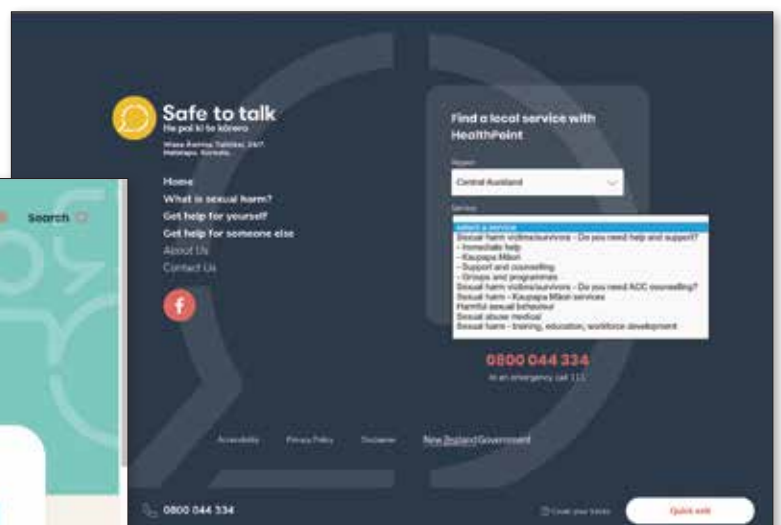 Search
Safe to talk
He pai ki te kōrero
Home
What is sexual harm?
Get help for yourself
Get help for someone else
About Us
Contact Us
Find a local service with
HealthPoint
Region
Central Auckland
Service
select a service
Sexual harm victims/survivors - Do you need help and support?
- Immediate help
- Kaupapa Māori
- Support and counselling
- Groups and programmes
Sexual harm victims/survivors - Do you need ACC counselling?
Sexual harm - Kaupapa Māori services
Harmful sexual behaviour
Sexual abuse medical
Sexual harm - training, education, workforce development
0800 044 334
In an emergency call 111
Accessibility Privacy Policy Disclaimer New Zealand Government
0800 044 334
Cover your tracks
Quick exit